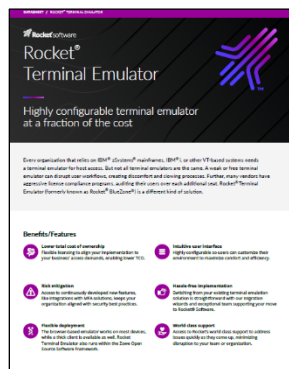 DATASHEET / ROCKET® TERMINAL EMULATOR
Rocket software
Rocket®
Terminal Emulator
™
Highly configurable terminal emulator
at a fraction of the cost
Every organization that relies on IBM® zSystems® mainframes, IBM® i, or other VT-based systems needs
a terminal emulator for host access. But not all terminal emulators are the same. A weak or free terminal
emulator can disrupt user workflows, creating discomfort and slowing processes. Further, many vendors have
aggressive license compliance programs, auditing their users over each additional seat. Rocket® Terminal
Emulator (formerly known as Rocket® BlueZone®) is a different kind of solution.
Benefits/Features
Lower total cost of ownership
Flexible licensing to align your implementation to
your business' access demands, enabling lower TCO.
Intuitive user interface
Highly configurable so users can customize their
environment to maximize comfort and efficiency.
Risk mitigation
Access to continuously developed new features,
like integrations with MFA solutions, keeps your
organization aligned with security best practices.
Hassle-free implementation
Switching from your existing terminal emulation
solution is straightforward with our migration
wizards and exceptional team supporting your move
to Rocket® Software.
Flexible deployment
The browser-based emulator works on most devices,
while a thick client is available as well. Rocket
Terminal Emulator also runs within the Zowe Open
Source Software Framework.
World class support
Access to Rocket's world class support to address
issues quickly as they come up, minimizing
disruption to your team or organization.